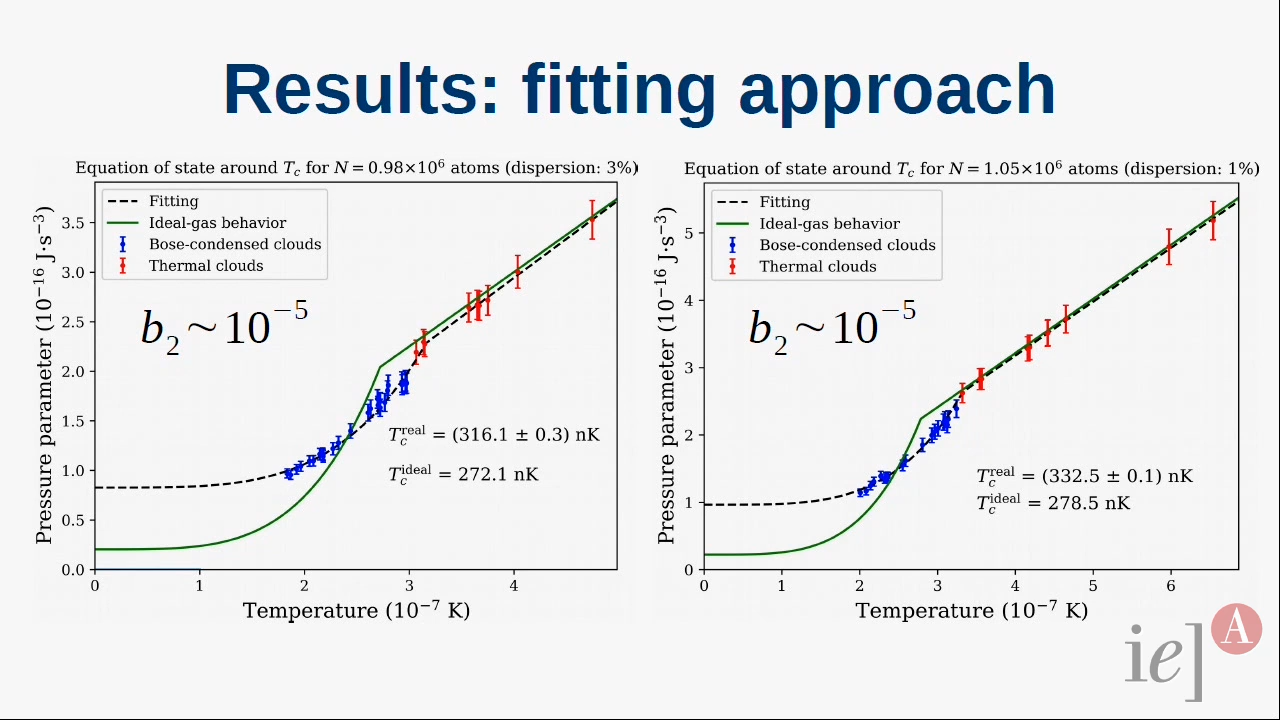 Results: fitting approach
Equation of state around T_c for N = 0.98×10⁶ atoms (dispersion: 3%)
Fitting
Ideal-gas behavior
Bose-condensed clouds
Thermal clouds
b₂ ~ 10⁻⁵
T_c^real = (316.1 ± 0.3) nK
T_c^ideal = 272.1 nK
Pressure parameter (10⁻¹⁶ J·s⁻³)
3.5
3.0
2.5
2.0
1.5
1.0
0.5
0.0
0 1 2 3 4
Temperature (10⁻⁷ K)
Equation of state around T_c for N = 1.05×10⁶ atoms (dispersion: 1%)
Fitting
Ideal-gas behavior
Bose-condensed clouds
Thermal clouds
b₂ ~ 10⁻⁵
T_c^real = (332.5 ± 0.1) nK
T_c^ideal = 278.5 nK
Pressure parameter (10⁻¹⁶ J·s⁻³)
5
4
3
2
1
0
0 1 2 3 4 5 6
Temperature (10⁻⁷ K)
ie] A